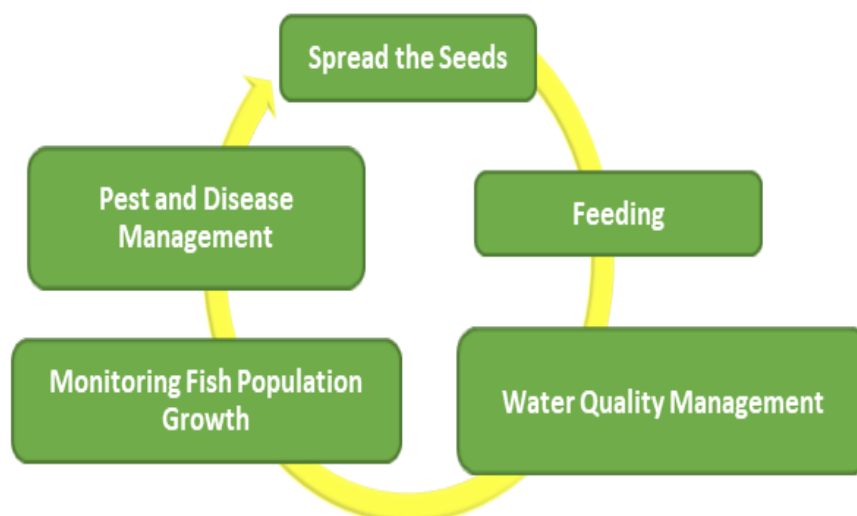 Spread the Seeds
Feeding
Water Quality Management
Monitoring Fish Population
Growth
Pest and Disease
Management